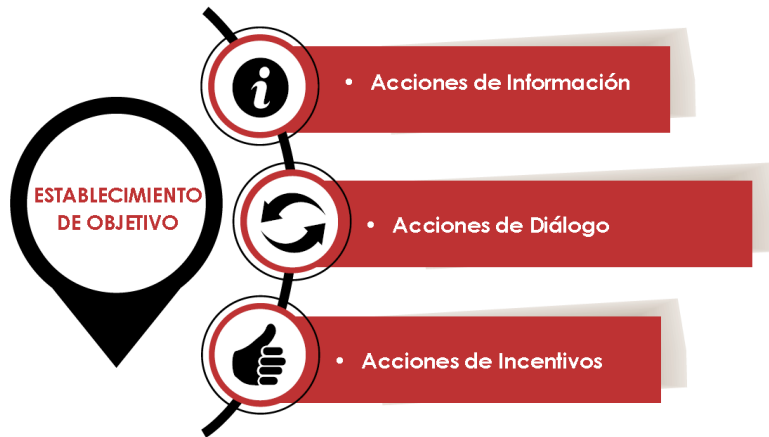 ESTABLECIMIENTO
DE OBJETIVO
• Acciones de Información
• Acciones de Diálogo
• Acciones de Incentivos